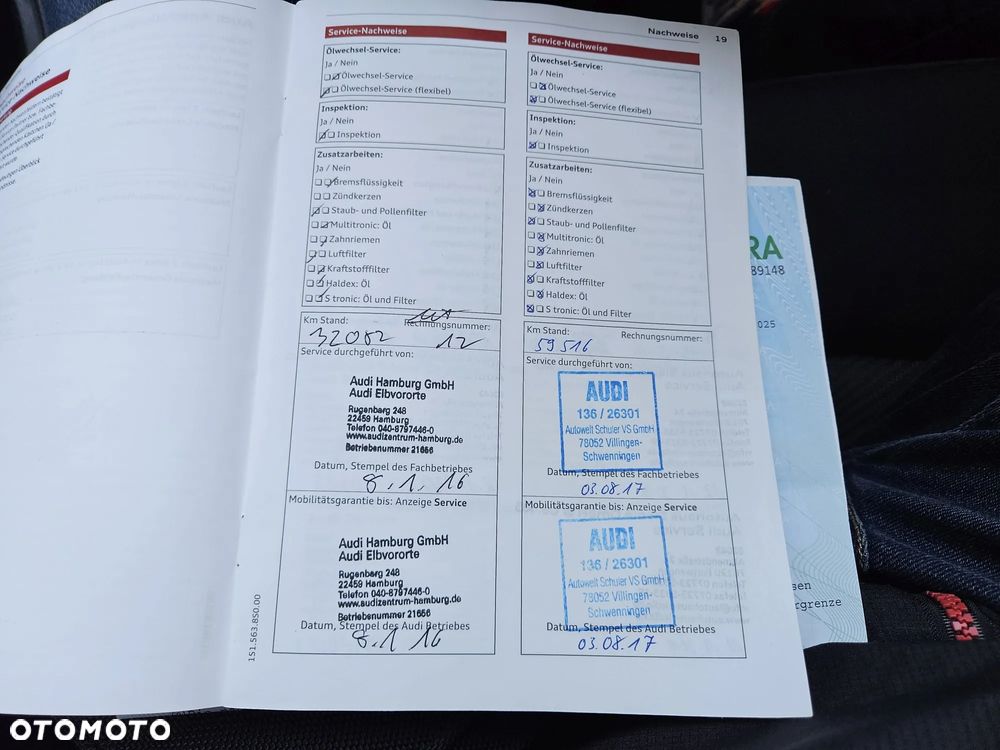 Nachweise 19
Service-Nachweise
Ölwechsel-Service:
Ja / Nein
Ölwechsel-Service
Ölwechsel-Service (flexibel)
Inspektion:
Ja / Nein
Inspektion
Zusatzarbeiten:
Ja / Nein
Bremsflüssigkeit
Zündkerzen
Staub- und Pollenfilter
Multitronic: Öl
Zahnriemen
Luftfilter
Kraftstofffilter
Haldex: Öl
S tronic: Öl und Filter
Km Stand:
Rechnungsnummer:
32082
12
Service durchgeführt von:
Audi Hamburg GmbH
Audi Elbvororte
Rugenbarg 248
22459 Hamburg
Telefon 040-8797446-0
www.audizentrum-hamburg.de
Betriebenummer 21656
Datum, Stempel des Fachbetriebes
8.1.16
Mobilitätsgarantie bis: Anzeige Service
Audi Hamburg GmbH
Audi Elbvororte
Rugenbarg 248
22459 Hamburg
Telefon 040-8797446-0
www.audizentrum-hamburg.de
Betriebenummer 21656
Datum, Stempel des Audi Betriebes
8.1 16
Service-Nachweise
Ölwechsel-Service:
Ja / Nein
Ölwechsel-Service
Ölwechsel-Service (flexibel)
Inspektion:
Ja / Nein
Inspektion
Zusatzarbeiten:
Ja / Nein
Bremsflüssigkeit
Zündkerzen
Staub- und Pollenfilter
Multitronic: Öl
Zahnriemen
Luftfilter
Kraftstofffilter
Haldex: Öl
S tronic: Öl und Filter
Km Stand:
Rechnungsnummer:
59516
Service durchgeführt von:
AUDI
136 / 26301
Autowelt Schuler VS GmbH
78052 Villingen-
Schwenningen
Datum, Stempel des Fachbetriebes
03.08.17
Mobilitätsgarantie bis: Anzeige Service
AUDI
136 / 26301
Autowelt Schuler VS GmbH
78052 Villingen-
Schwenningen
Datum, Stempel des Audi Betriebes
03.08.17
151.563.850.00
RA
89148
025
sen
rgrenze
OTOMOTO